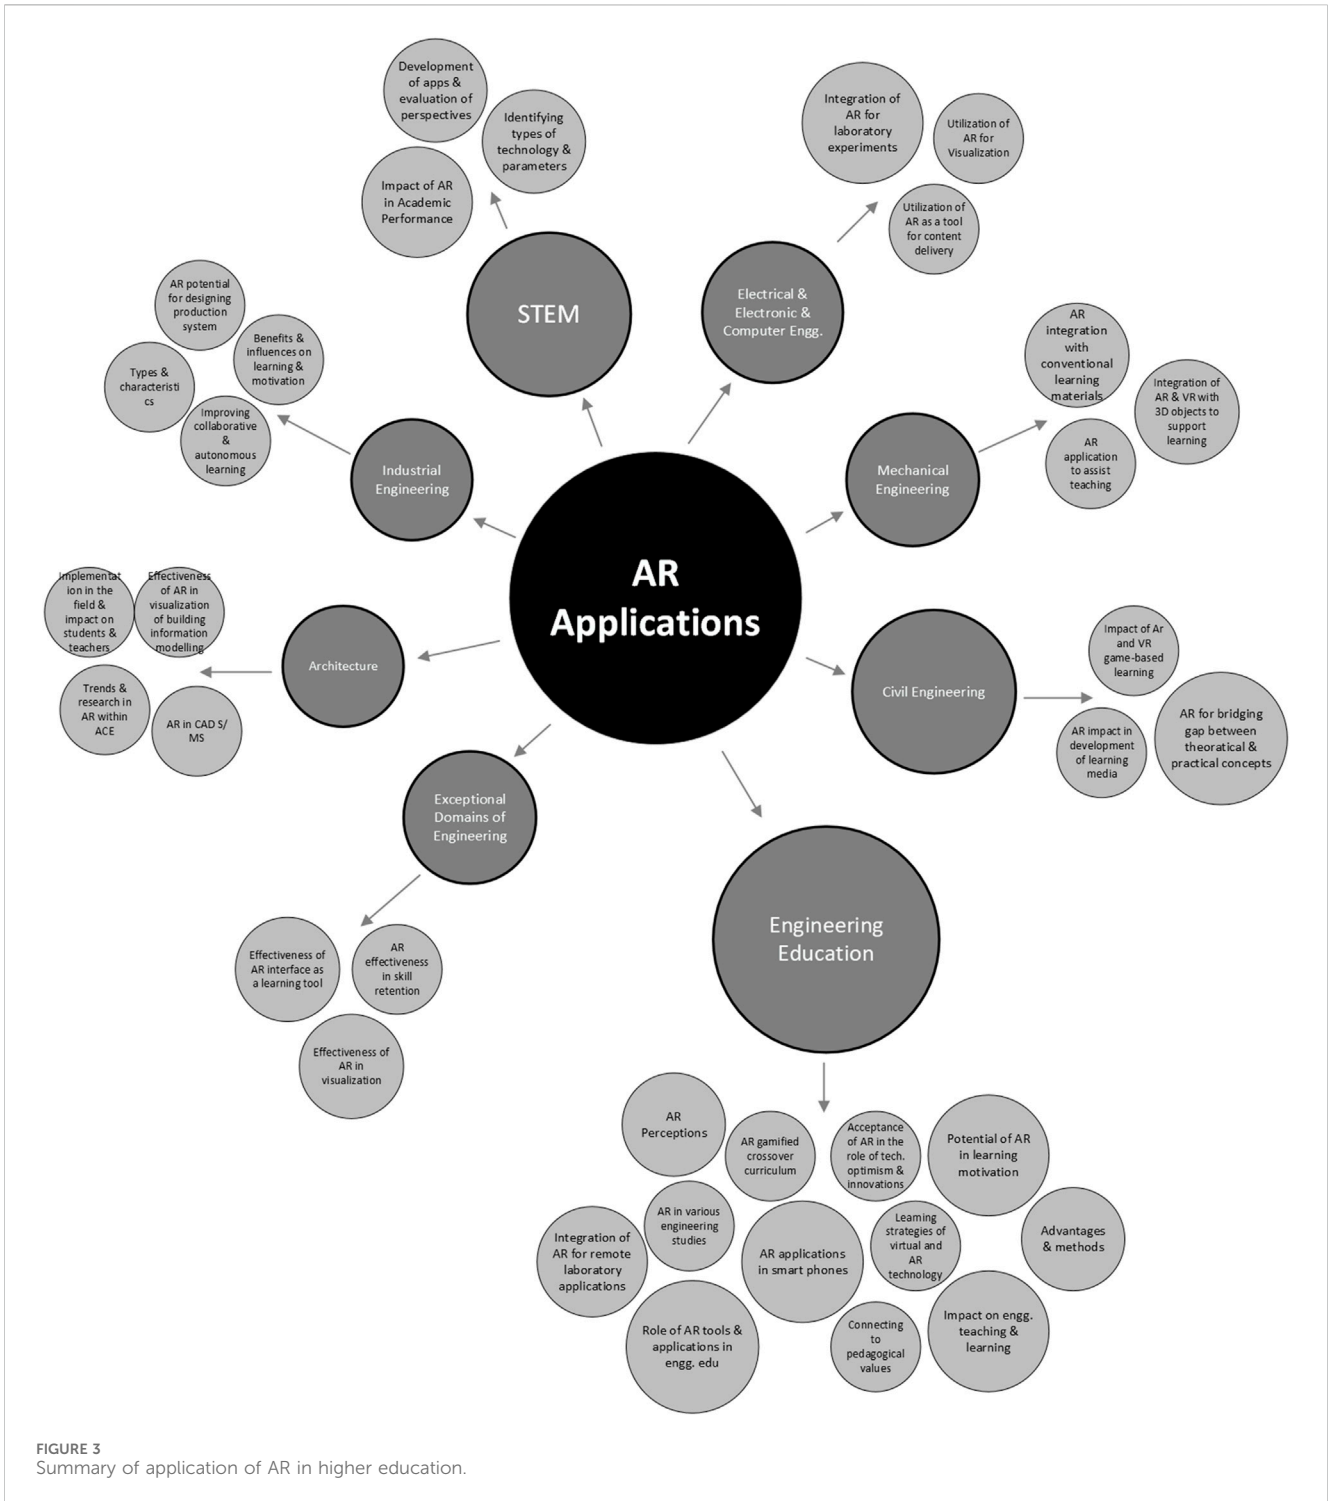 Development
of apps &
evaluation of
perspectives
Identifying
types of
technology &
parameters
Impact of AR
in Academic
Performance
STEM
Integration of
AR for
laboratory
experiments
Utilization of
AR for
Visualization
Utilization of
AR as a tool
for content
delivery
Electrical &
Electronic &
Computer Engg.
AR potential
for designing
production
system
Benefits &
influences on
learning &
motivation
Types &
characteristi
cs
Improving
collaborative
&
autonomous
learning
Industrial
Engineering
AR
integration
with
conventional
learning
materials
Integration of
AR & VR with
3D objects to
support
learning
AR
application
to assist
teaching
Mechanical
Engineering
AR
Applications
Implementat
ion in the
field &
impact on
students &
teachers
Effectiveness
of AR in
visualization
of building
information
modelling
Trends &
research in
AR within
ACE
AR in CAD S/
MS
Architecture
Civil Engineering
Impact of Ar
and VR
game-based
learning
AR impact in
development
of learning
media
AR for bridging
gap between
theoratical &
practical concepts
Exceptional
Domains of
Engineering
Effectiveness of
AR interface as
a learning tool
AR
effectiveness
in skill
retention
Effectiveness of
AR in
visualization
Engineering
Education
AR
Perceptions
AR gamified
crossover
curriculum
Acceptance
of AR in the
role of tech.
optimism &
innovations
Potential of AR
in learning
motivation
Integration of
AR for remote
laboratory
applications
AR in various
engineering
studies
AR applications
in smart phones
Learning
strategies of
virtual and
AR
technology
Advantages
& methods
Role of AR tools &
applications in
engg. edu
Connecting
to
pedagogical
values
Impact on engg.
teaching &
learning
FIGURE 3
Summary of application of AR in higher education.